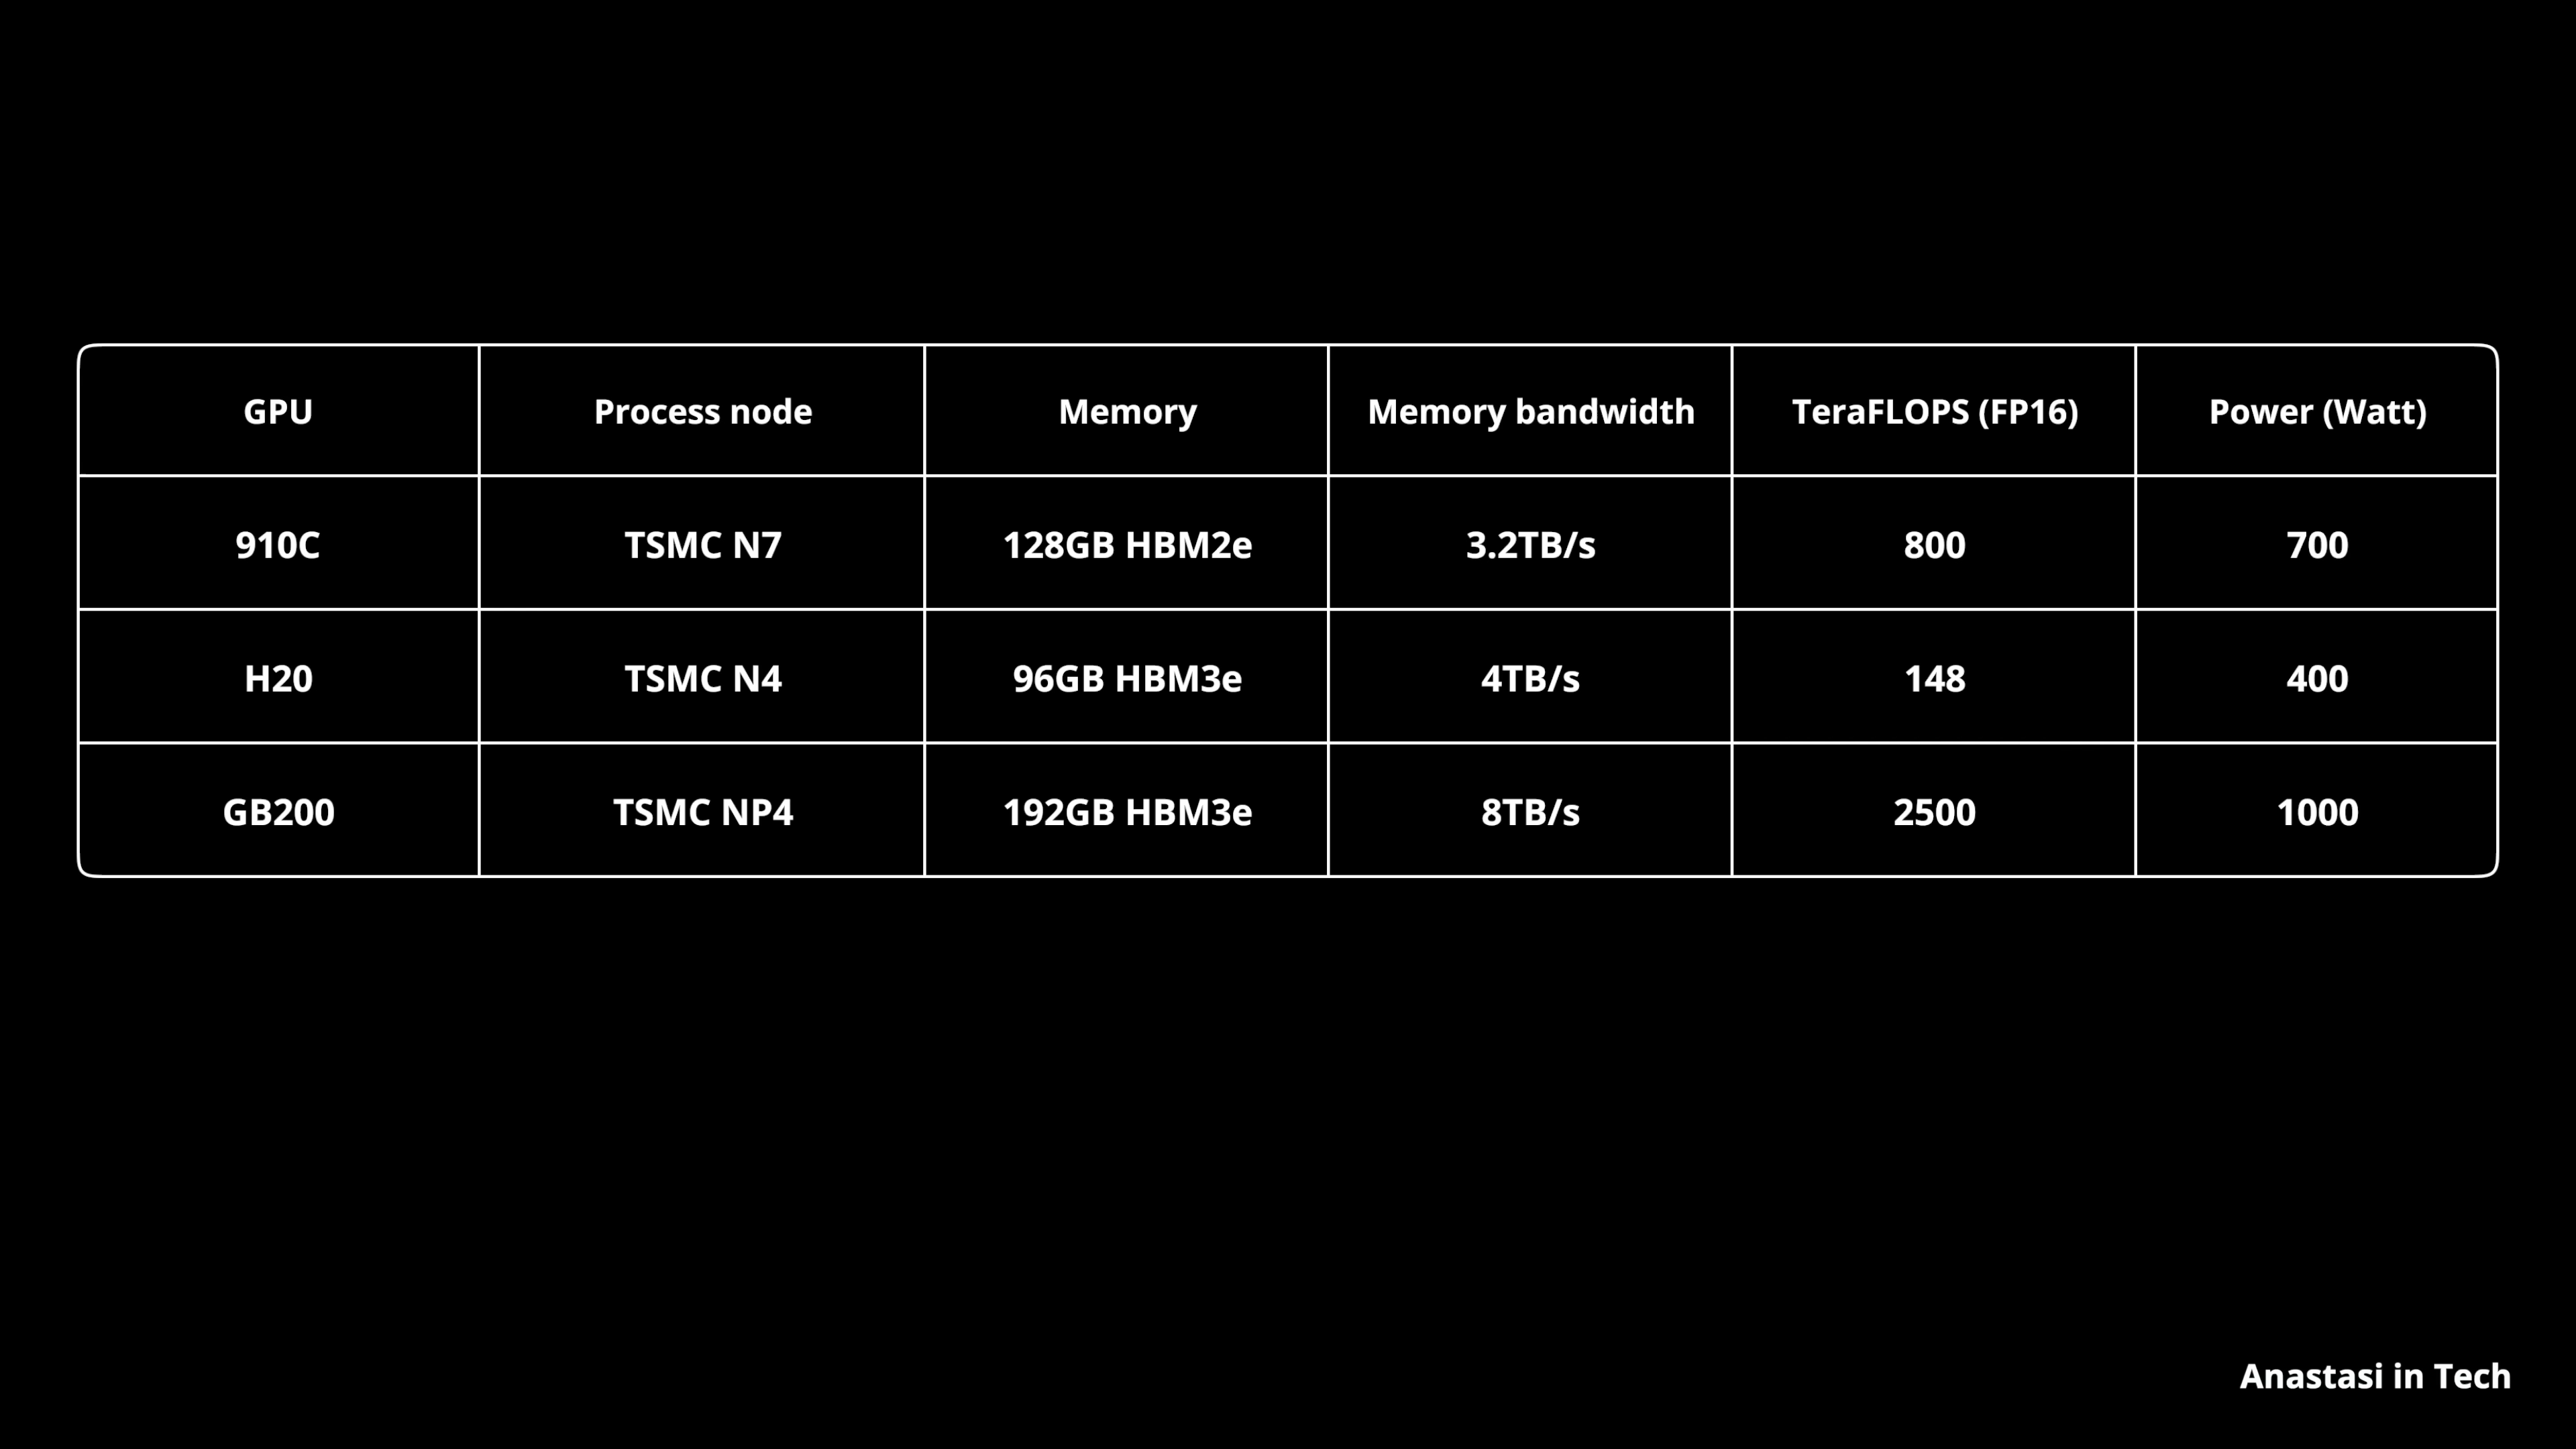 GPU Process node Memory Memory bandwidth TeraFLOPS (FP16) Power (Watt)
910C TSMC N7 128GB HBM2e 3.2TB/s 800 700
H20 TSMC N4 96GB HBM3e 4TB/s 148 400
GB200 TSMC NP4 192GB HBM3e 8TB/s 2500 1000
Anastasi in Tech